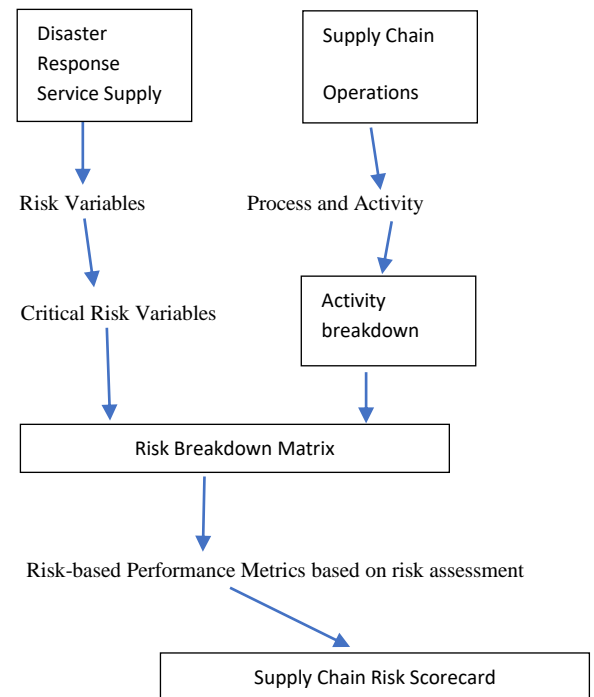 Disaster
Response
Service Supply
Supply Chain
Operations
Risk Variables
Process and Activity
Critical Risk Variables
Activity
breakdown
Risk Breakdown Matrix
Risk-based Performance Metrics based on risk assessment
Supply Chain Risk Scorecard